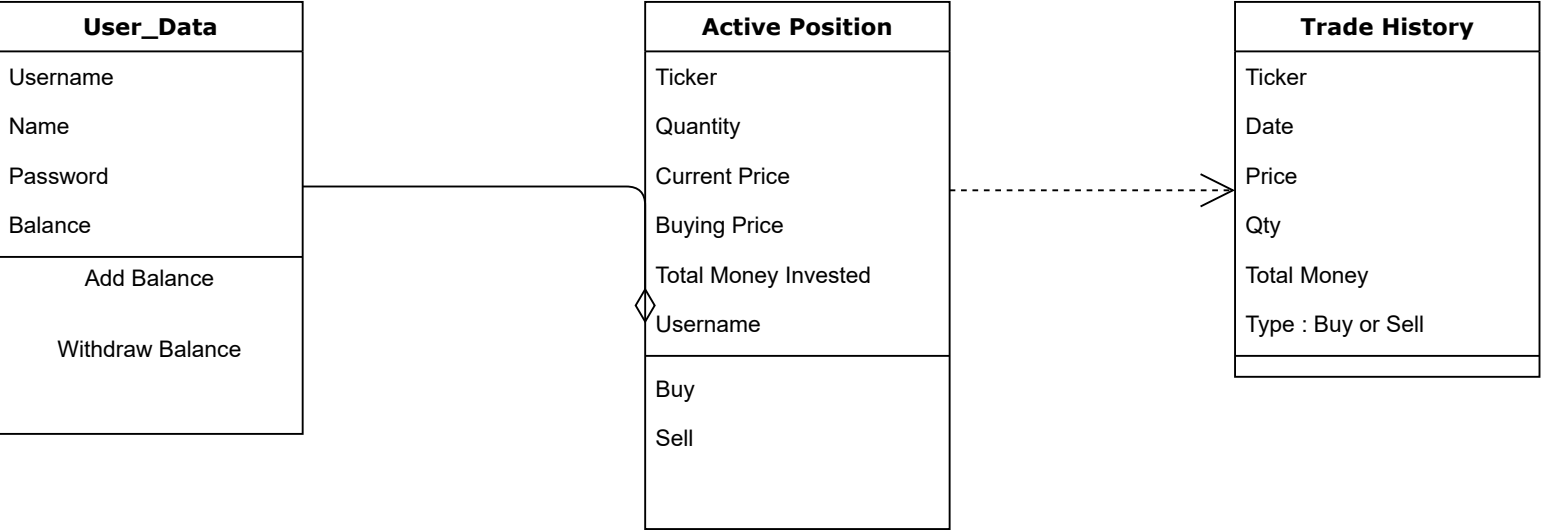 User_Data
Username
Name
Password
Balance
Add Balance
Withdraw Balance
Active Position
Ticker
Quantity
Current Price
Buying Price
Total Money Invested
Username
Buy
Sell
Trade History
Ticker
Date
Price
Qty
Total Money
Type : Buy or Sell